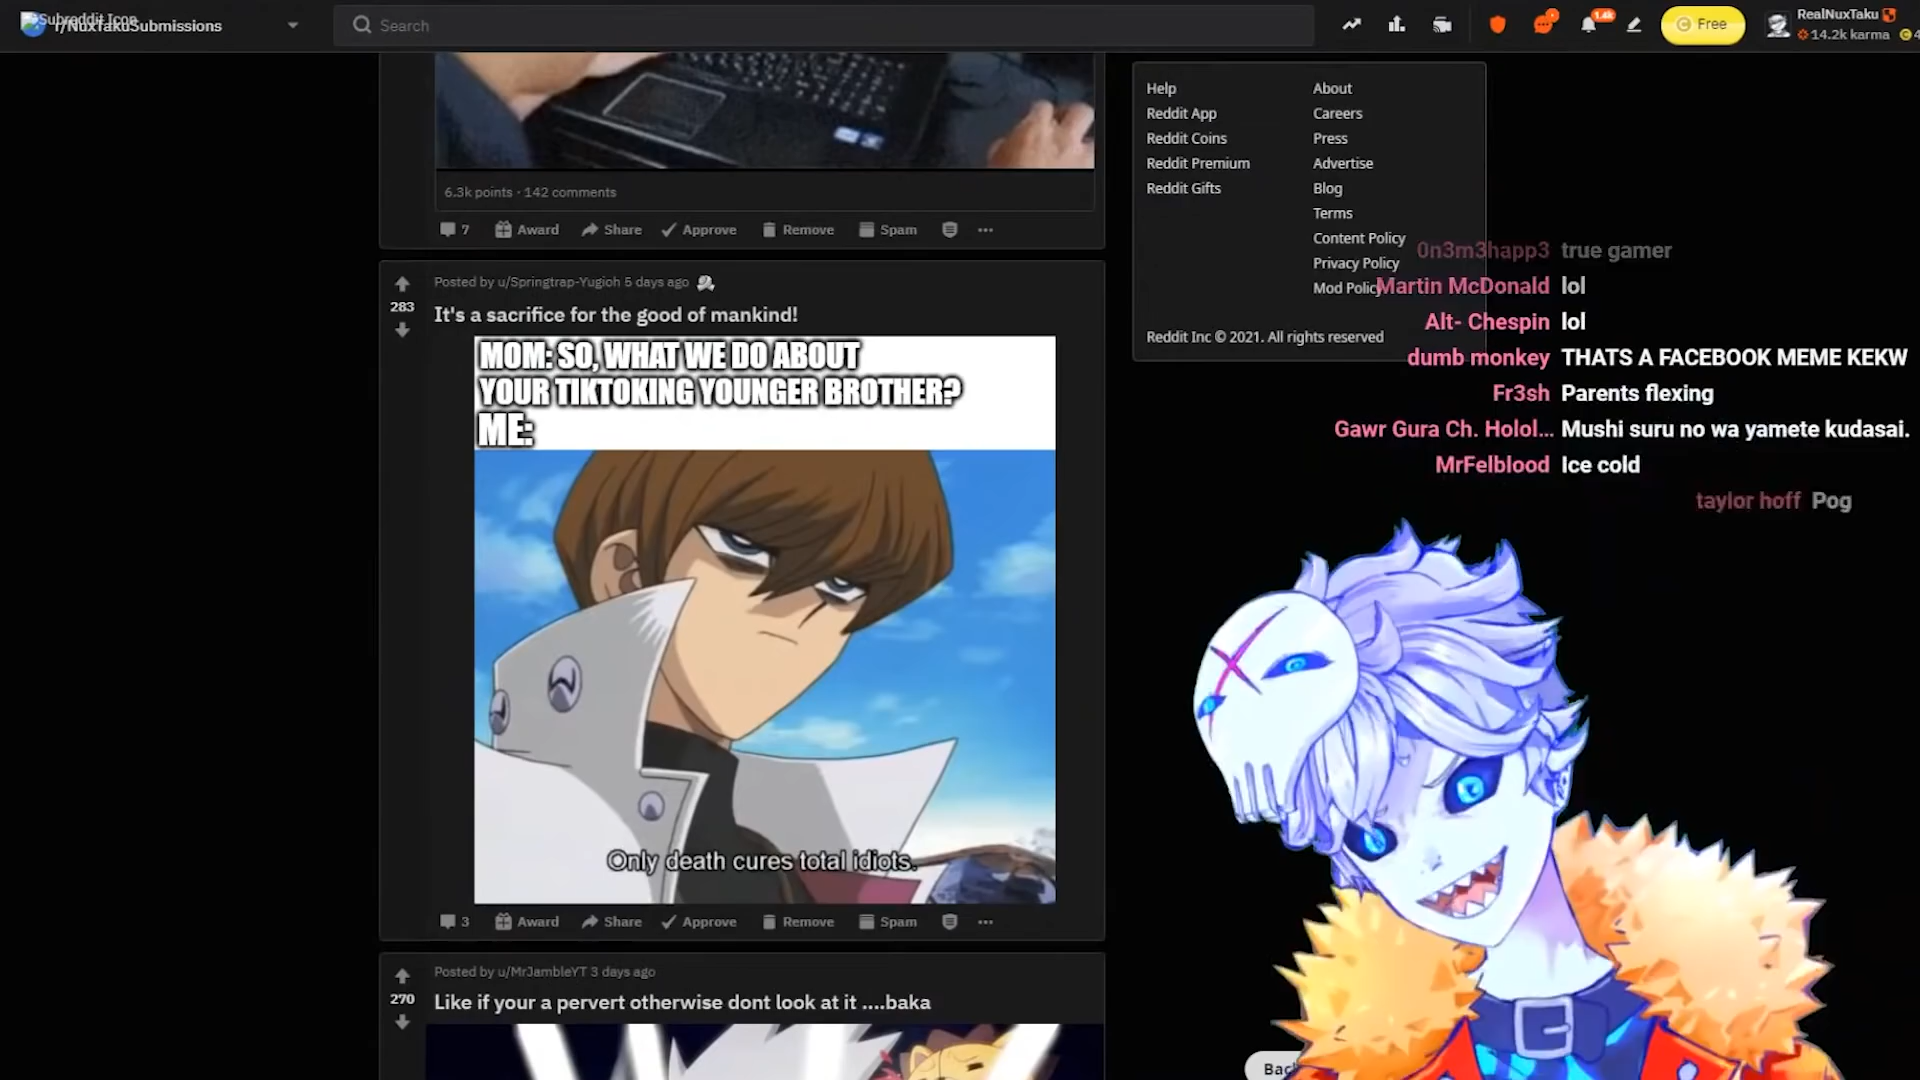 Subreddit Icon
r/NuxTakuSubmissions
Search
1.4k
Free
RealNuxTaku
14.2k karma
6.3k points · 142 comments
7 Award Share Approve Remove Spam
Help
Reddit App
Reddit Coins
Reddit Premium
Reddit Gifts
About
Careers
Press
Advertise
Blog
Terms
Content Policy
Privacy Policy
Mod Policy
Reddit Inc © 2021. All rights reserved
283
Posted by u/Springtrap-Yugioh 5 days ago
It's a sacrifice for the good of mankind!
MOM: SO, WHAT WE DO ABOUT
YOUR TIKTOKING YOUNGER BROTHER?
ME:
Only death cures total idiots.
3 Award Share Approve Remove Spam
270
Posted by u/MrJambleYT 3 days ago
Like if your a pervert otherwise dont look at it ....baka
0n3m3happ3 true gamer
Martin McDonald lol
Alt- Chespin lol
dumb monkey THATS A FACEBOOK MEME KEKW
Fr3sh Parents flexing
Gawr Gura Ch. Holol... Mushi suru no wa yamete kudasai.
MrFelblood Ice cold
taylor hoff Pog